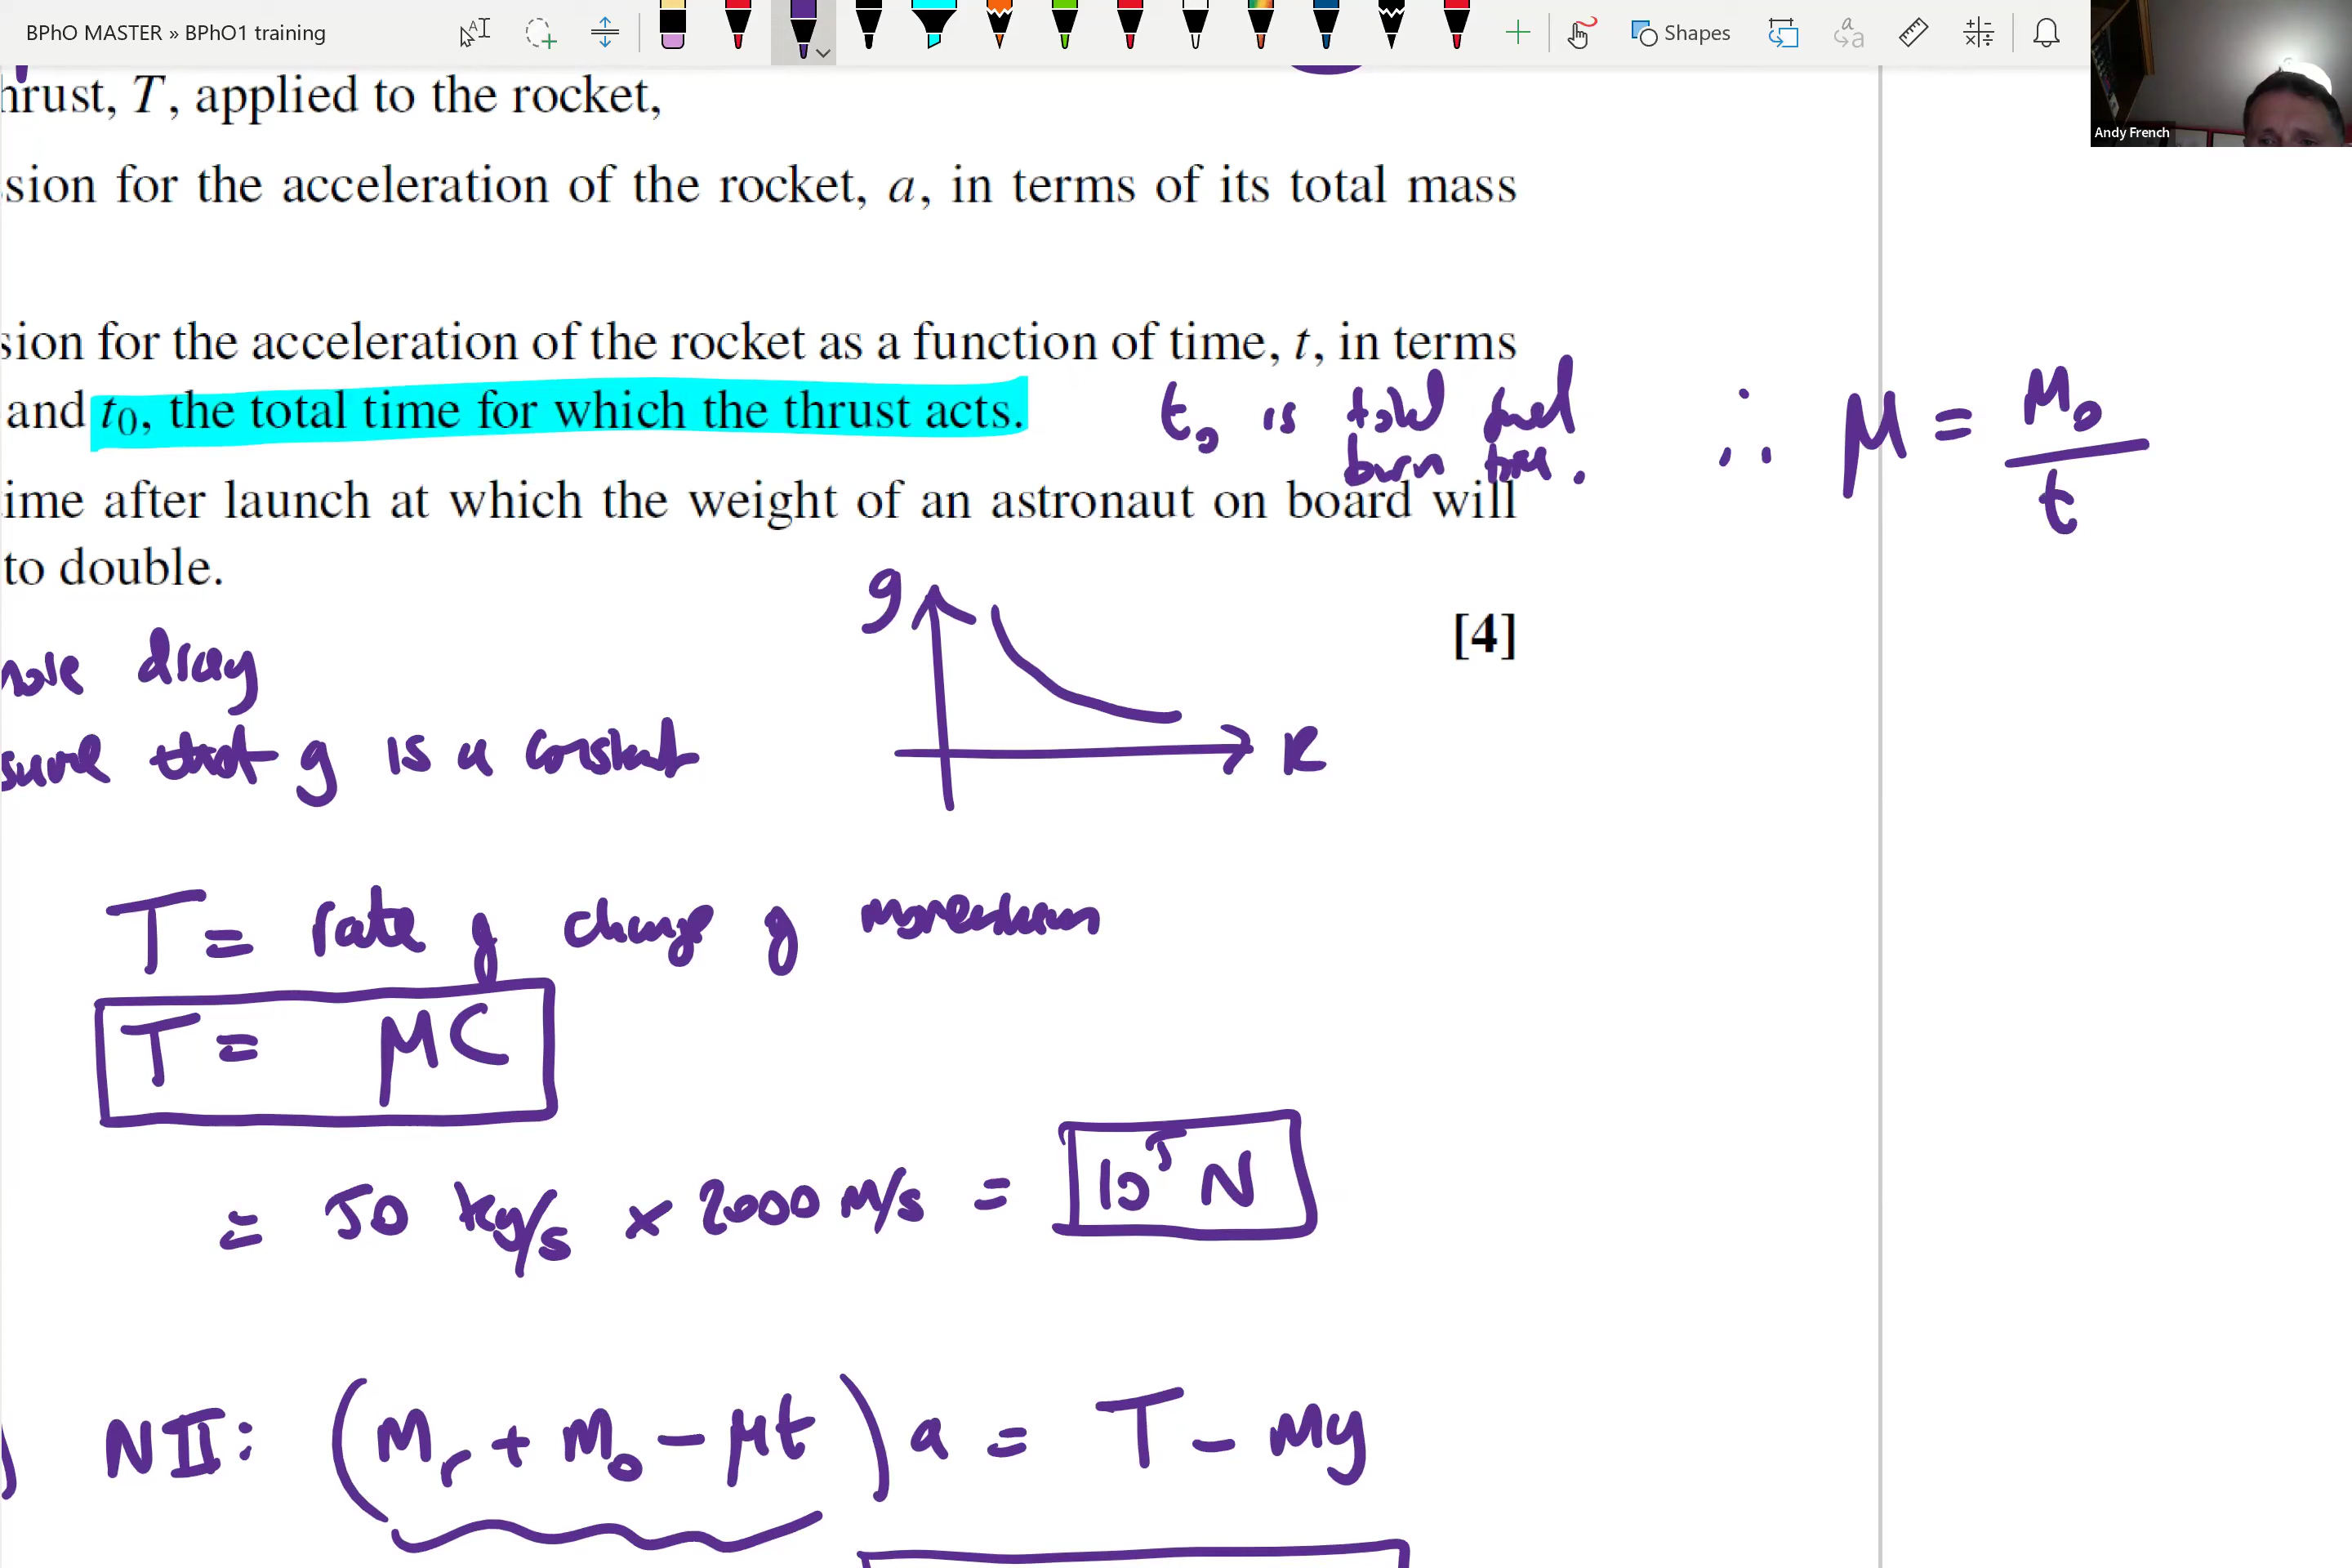 BPhO MASTER » BPhO1 training
Shapes
Andy French
hrust, T, applied to the rocket,
sion for the acceleration of the rocket, a, in terms of its total mass
sion for the acceleration of the rocket as a function of time, t, in terms
and t₀, the total time for which the thrust acts.
t₀ is total fuel
burn time.
∴ μ = M₀/t
ime after launch at which the weight of an astronaut on board will
to double.
[4]
g
R
drag
that g is a constant
T = rate of change of momentum
T = μC
= 50 kg/s × 2000 m/s = 10⁵ N
NII: (Mᵣ + M₀ - μt) a = T - Mg